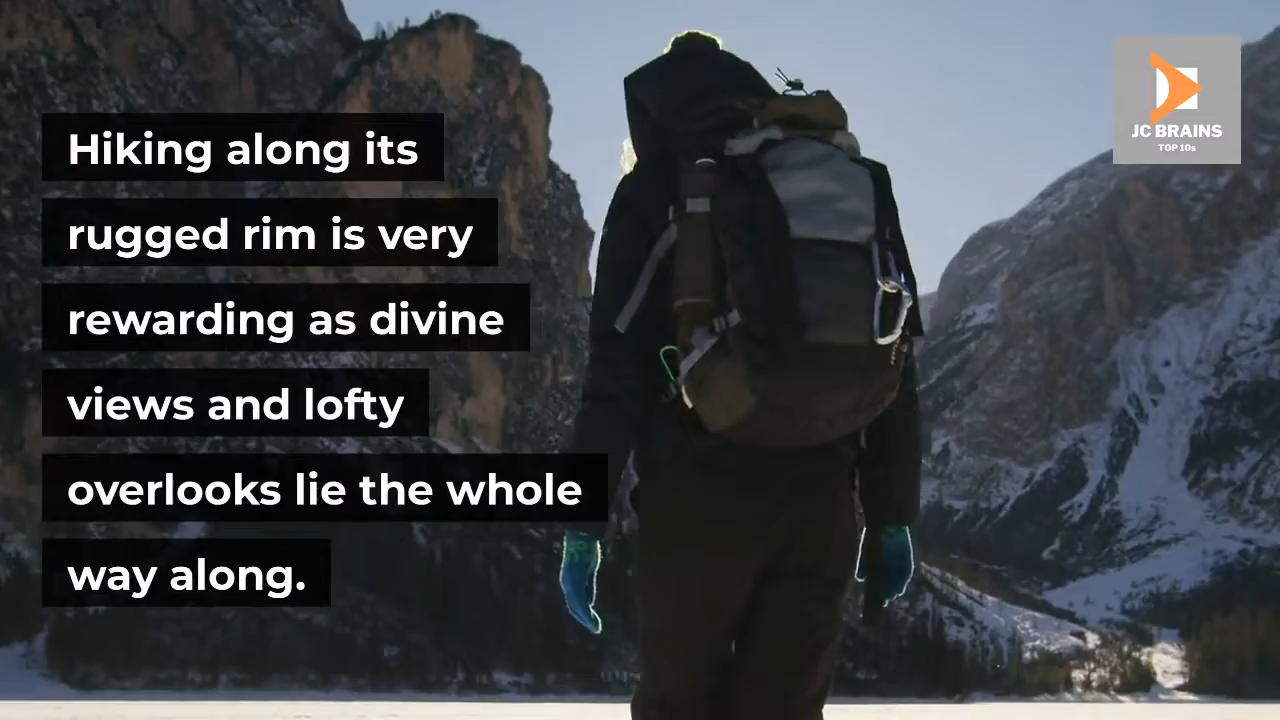 Hiking along its
rugged rim is very
rewarding as divine
views and lofty
overlooks lie the whole
way along.
JC BRAINS
TOP 10s